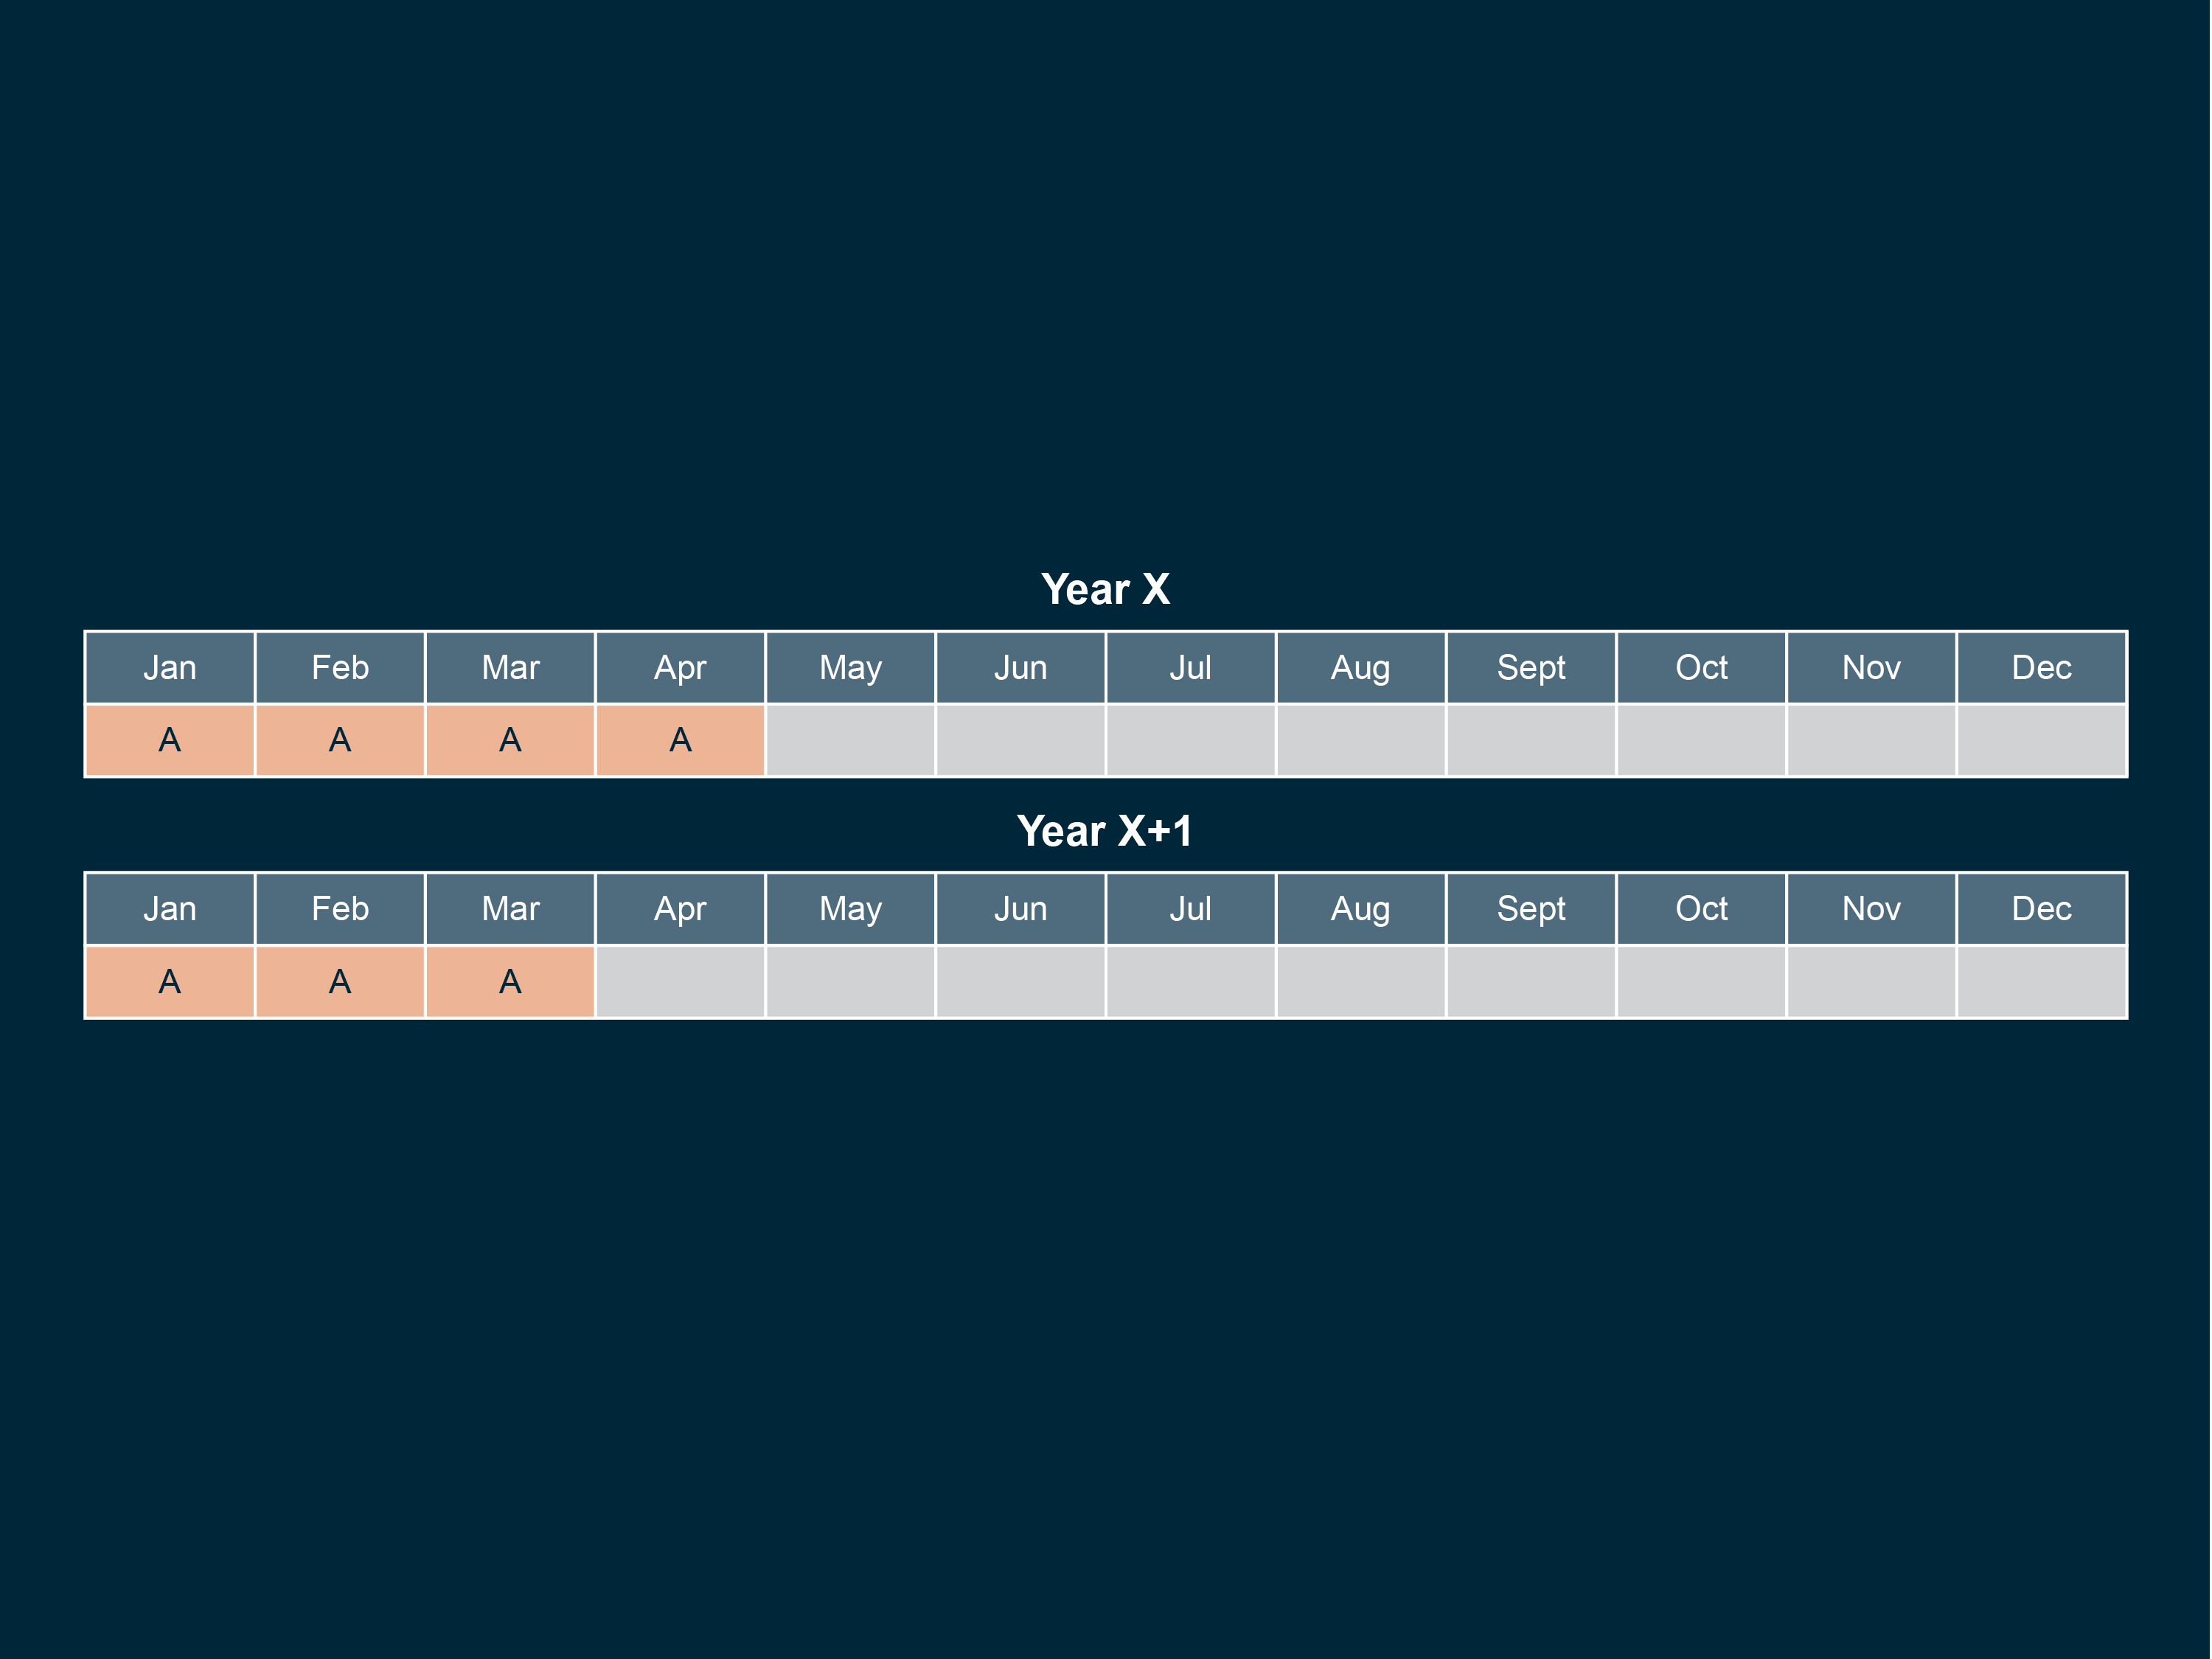 Year X
Jan Feb Mar Apr May Jun Jul Aug Sept Oct Nov Dec
A A A A
Year X+1
Jan Feb Mar Apr May Jun Jul Aug Sept Oct Nov Dec
A A A